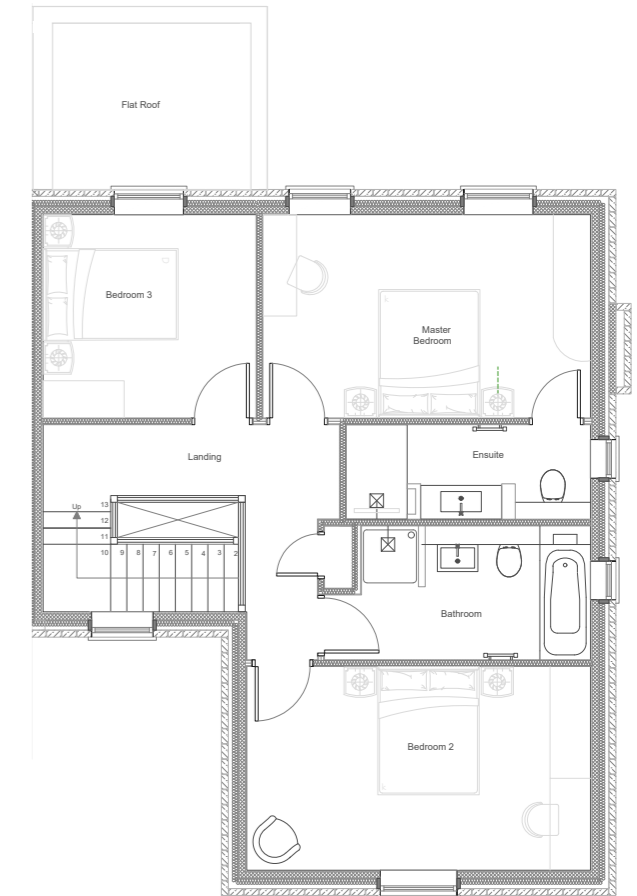 Flat Roof
Bedroom 3
Master
Bedroom
Landing
Ensuite
Up
13
12
11
10 9 8 7 6 5 4 3 2
Bathroom
Bedroom 2